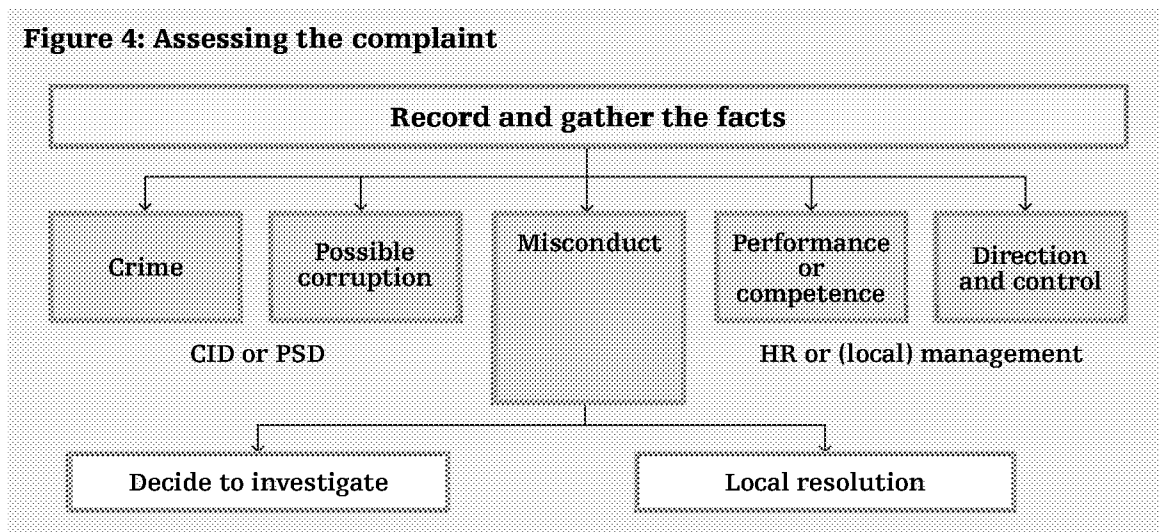 Figure 4: Assessing the complaint
Record and gather the facts
Crime
Possible
corruption
Misconduct
Performance
or
competence
Direction
and control
CID or PSD
HR or (local) management
Decide to investigate
Local resolution